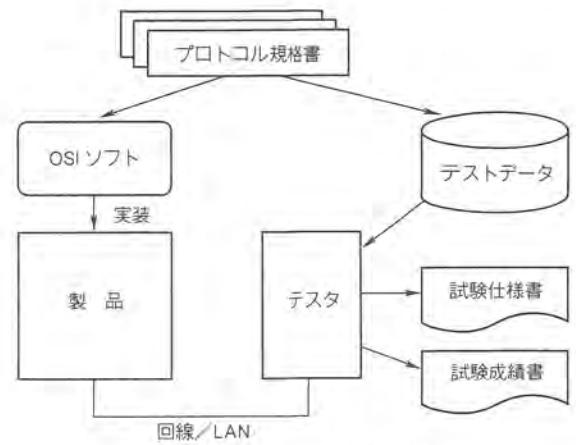 プロトコル規格書
OSIソフト
テストデータ
実装
製 品
テスタ
試験仕様書
試験成績書
回線／LAN